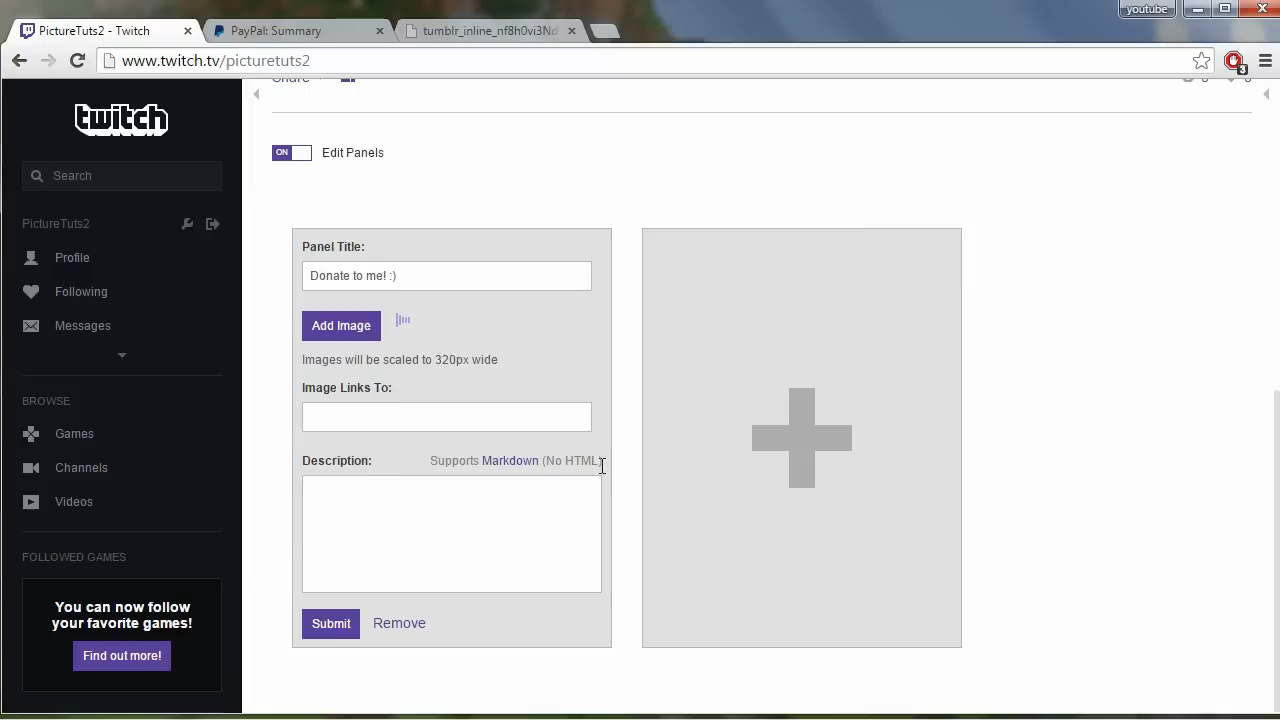 youtube
PictureTuts2 - Twitch
PayPal: Summary
tumblr_inline_nf8h0vi3Nd
www.twitch.tv/picturetuts2
3
twitch
Share
ON
Edit Panels
Search
PictureTuts2
Profile
Following
Messages
BROWSE
Games
Channels
Videos
FOLLOWED GAMES
You can now follow
your favorite games!
Find out more!
Panel Title:
Donate to me! :)
Add Image
Images will be scaled to 320px wide
Image Links To:
Description:
Supports Markdown (No HTML)
Submit
Remove